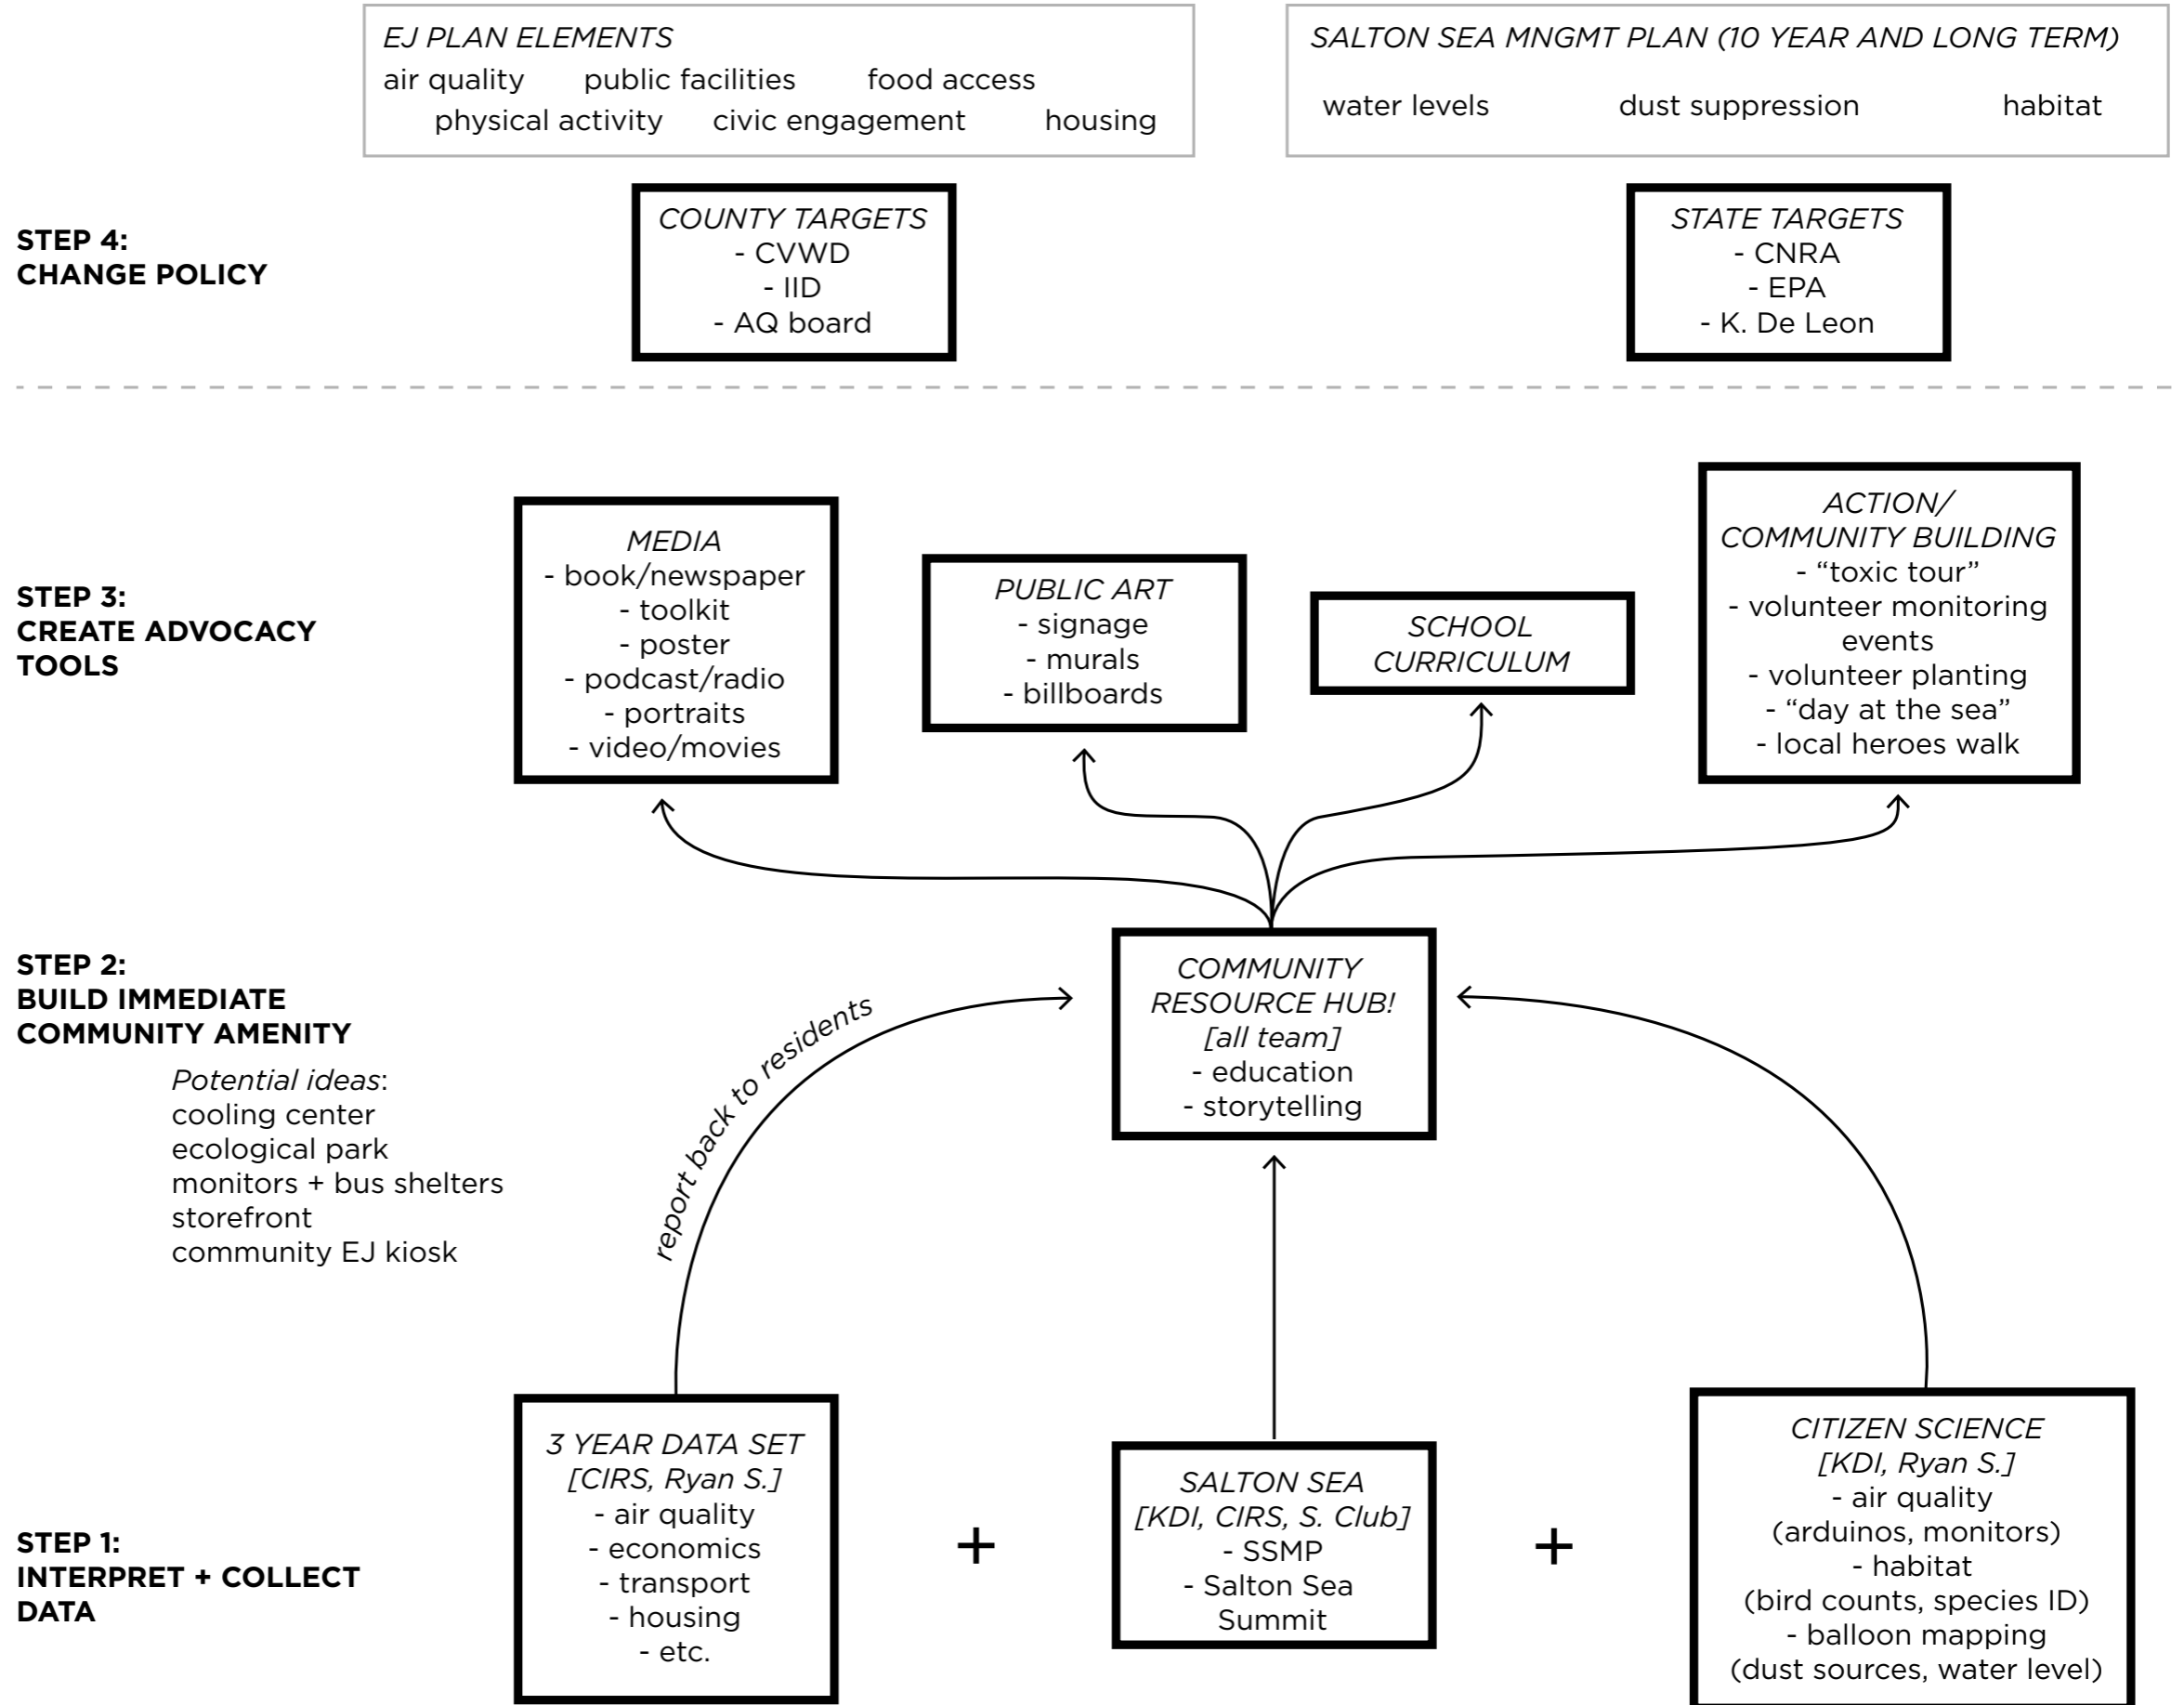 EJ PLAN ELEMENTS
air quality public facilities food access
physical activity civic engagement housing
SALTON SEA MNGMT PLAN (10 YEAR AND LONG TERM)
water levels dust suppression habitat
STEP 4:
CHANGE POLICY
COUNTY TARGETS
- CVWD
- IID
- AQ board
STATE TARGETS
- CNRA
- EPA
- K. De Leon
STEP 3:
CREATE ADVOCACY
TOOLS
MEDIA
- book/newspaper
- toolkit
- poster
- podcast/radio
- portraits
- video/movies
PUBLIC ART
- signage
- murals
- billboards
SCHOOL
CURRICULUM
ACTION/
COMMUNITY BUILDING
- “toxic tour”
- volunteer monitoring
events
- volunteer planting
- “day at the sea”
- local heroes walk
STEP 2:
BUILD IMMEDIATE
COMMUNITY AMENITY
Potential ideas:
cooling center
ecological park
monitors + bus shelters
storefront
community EJ kiosk
report back to residents
COMMUNITY
RESOURCE HUB!
[all team]
- education
- storytelling
STEP 1:
INTERPRET + COLLECT
DATA
3 YEAR DATA SET
[CIRS, Ryan S.]
- air quality
- economics
- transport
- housing
- etc.
+
SALTON SEA
[KDI, CIRS, S. Club]
- SSMP
- Salton Sea
Summit
+
CITIZEN SCIENCE
[KDI, Ryan S.]
- air quality
(arduinos, monitors)
- habitat
(bird counts, species ID)
- balloon mapping
(dust sources, water level)